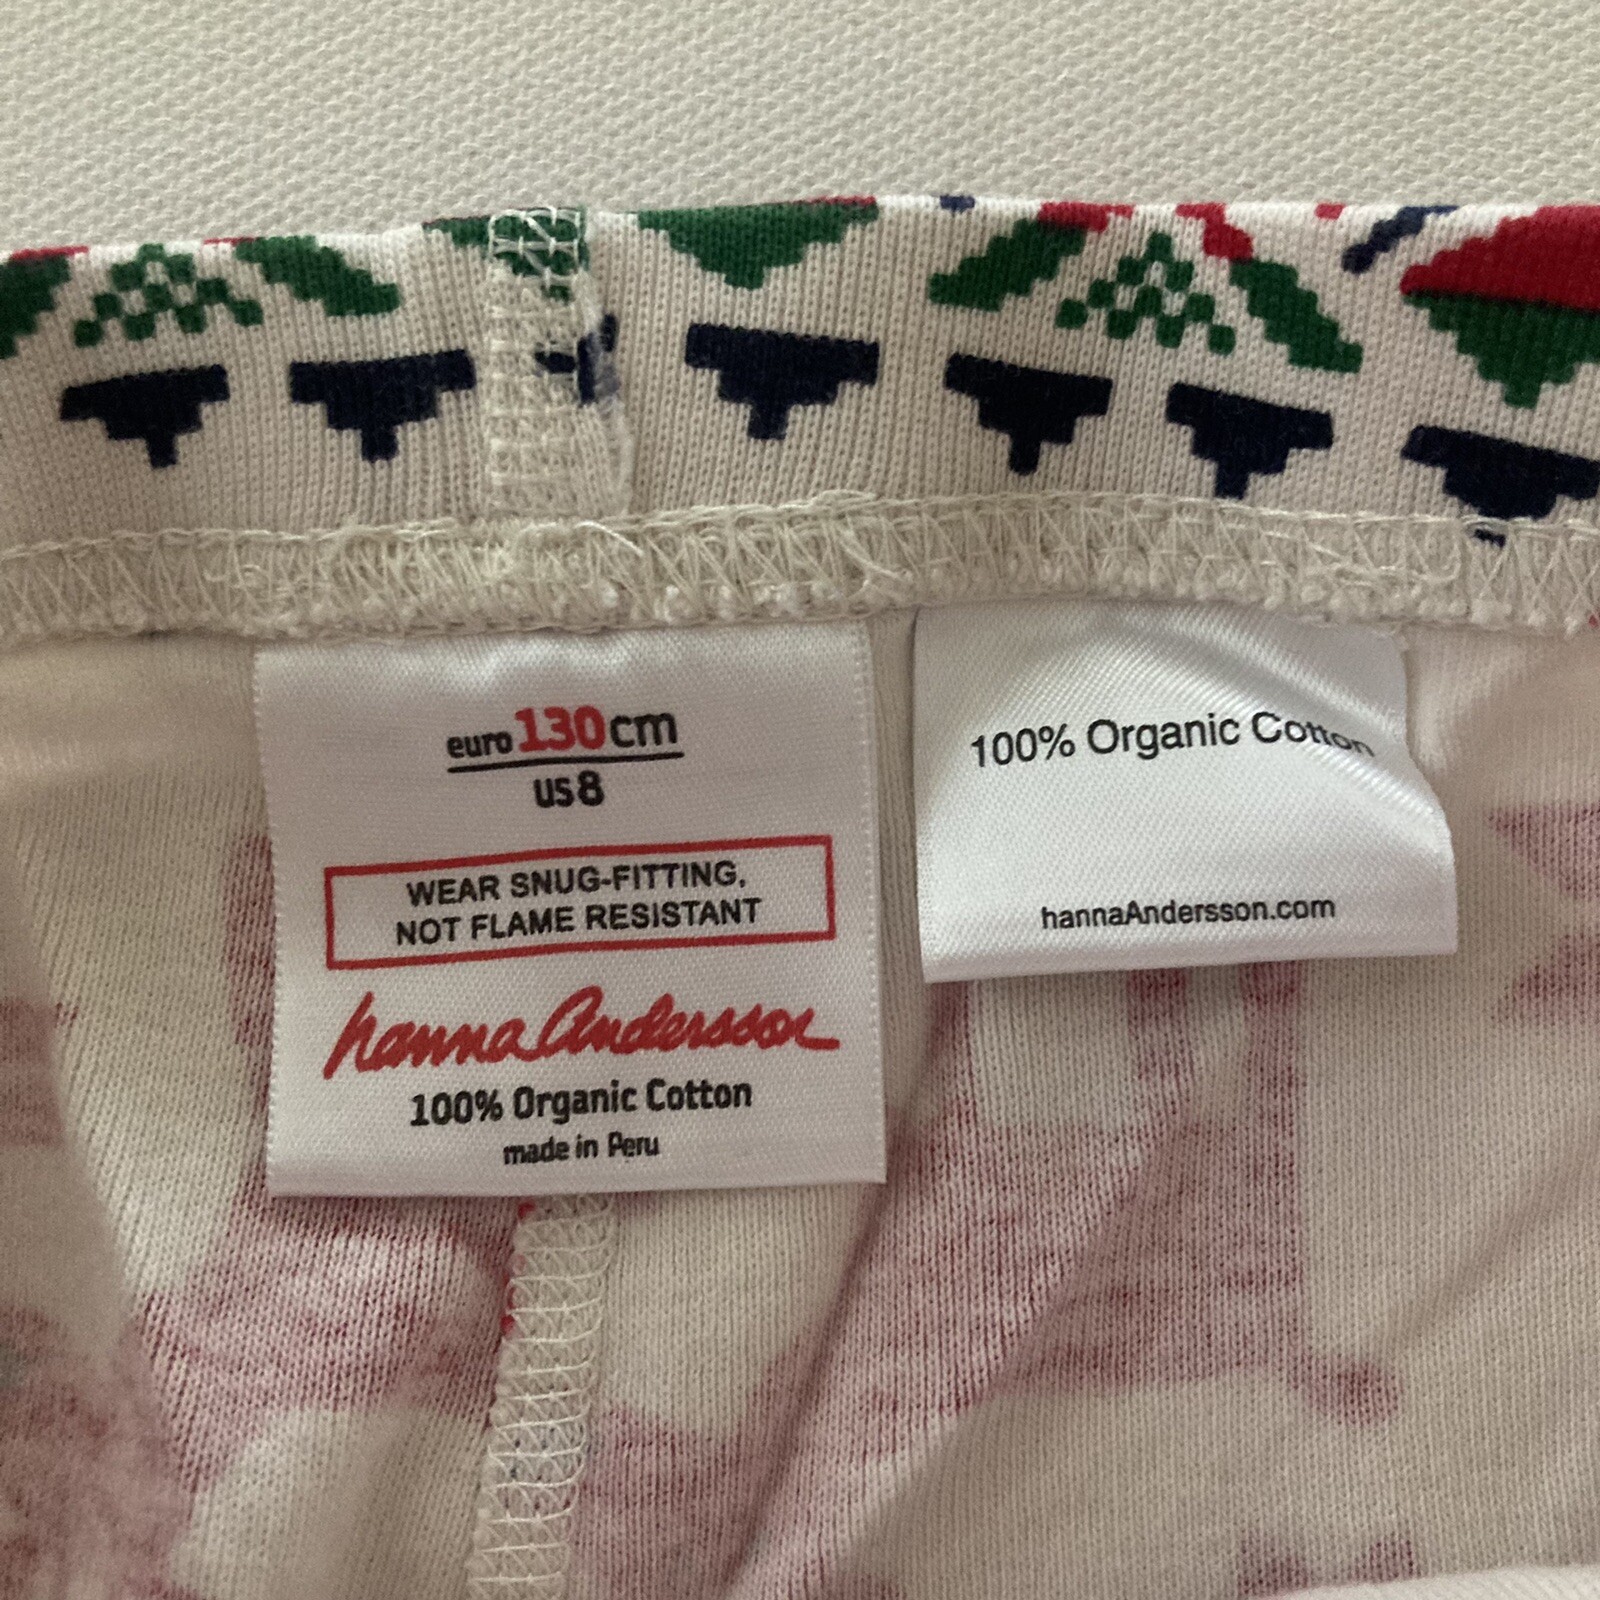 euro 130 cm
US 8
WEAR SNUG-FITTING,
NOT FLAME RESISTANT
hanna Andersson
100% Organic Cotton
made in Peru
100% Organic Cotton
hannaAndersson.com